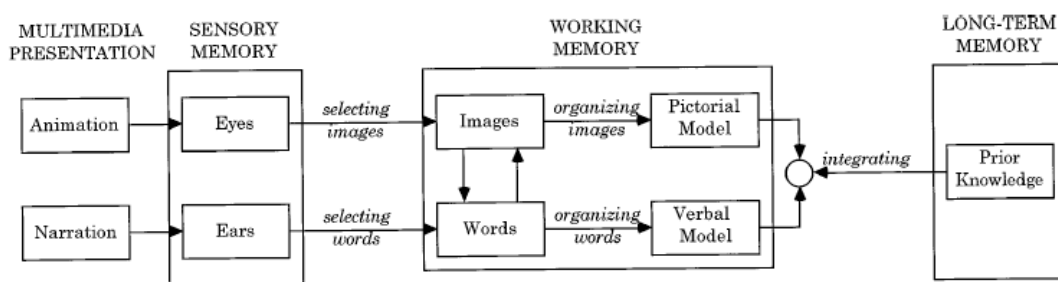 MULTIMEDIA
PRESENTATION
SENSORY
MEMORY
WORKING
MEMORY
LONG-TERM
MEMORY
Animation
Eyes
selecting
images
Images
organizing
images
Pictorial
Model
integrating
Prior
Knowledge
Narration
Ears
selecting
words
Words
organizing
words
Verbal
Model